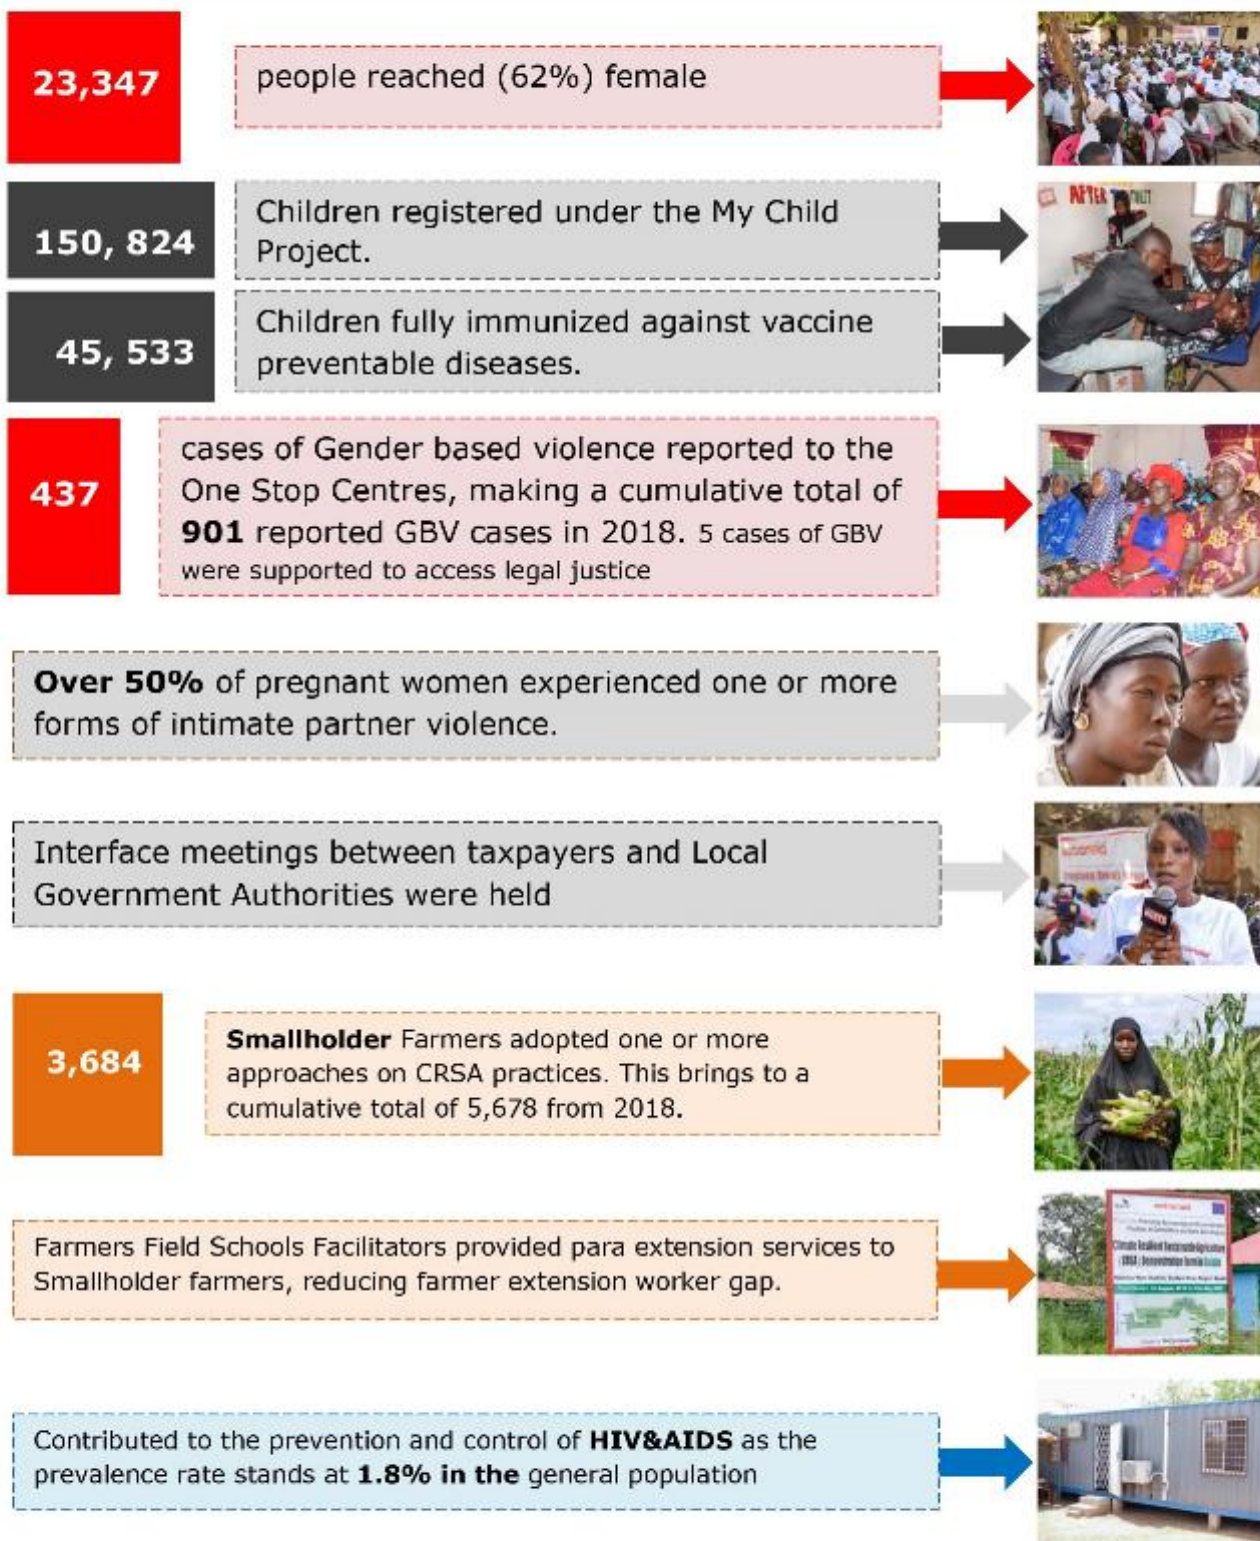 23,347
people reached (62%) female
150, 824
Children registered under the My Child
Project.
45, 533
Children fully immunized against vaccine
preventable diseases.
437
cases of Gender based violence reported to the
One Stop Centres, making a cumulative total of
901 reported GBV cases in 2018. 5 cases of GBV
were supported to access legal justice
Over 50% of pregnant women experienced one or more
forms of intimate partner violence.
Interface meetings between taxpayers and Local
Government Authorities were held
3,684
Smallholder Farmers adopted one or more
approaches on CRSA practices. This brings to a
cumulative total of 5,678 from 2018.
Farmers Field Schools Facilitators provided para extension services to
Smallholder farmers, reducing farmer extension worker gap.
Climate Resilient Sustainable Agriculture
Contributed to the prevention and control of HIV&AIDS as the
prevalence rate stands at 1.8% in the general population